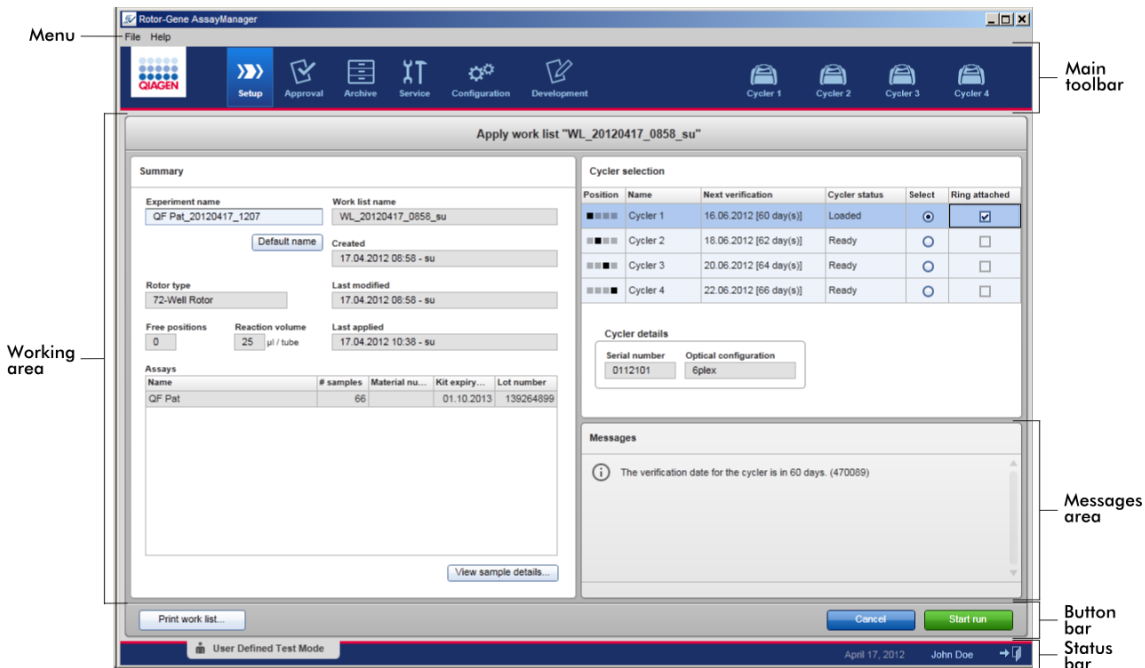 Rotor-Gene AssayManager
Menu
File Help
Main
toolbar
QIAGEN
Setup Approval Archive Service Configuration Development Cycler 1 Cycler 2 Cycler 3 Cycler 4
Apply work list "WL_20120417_0858_su"
Working
area
Summary
Experiment name Work list name
QF Pat_20120417_1207 WL_20120417_0858_su
Default name Created
17.04.2012 08:58 - su
Rotor type Last modified
72-Well Rotor 17.04.2012 08:58 - su
Free positions Reaction volume Last applied
0 25 µl / tube 17.04.2012 10:38 - su
Assays
Name # samples Material nu... Kit expiry... Lot number
QF Pat 66 01.10.2013 139264899
View sample details...
Cycler selection
Position Name Next verification Cycler status Select Ring attached
Cycler 1 16.06.2012 [60 day(s)] Loaded
Cycler 2 18.06.2012 [62 day(s)] Ready
Cycler 3 20.06.2012 [64 day(s)] Ready
Cycler 4 22.06.2012 [66 day(s)] Ready
Cycler details
Serial number Optical configuration
0112101 6plex
Messages
The verification date for the cycler is in 60 days. (470089)
Messages
area
Print work list... Cancel Start run
Button
bar
User Defined Test Mode April 17, 2012 John Doe
Status
bar